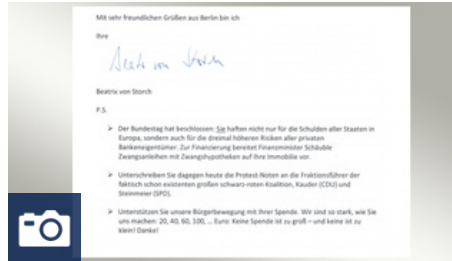 Mit sehr freundlichen Grüßen aus Berlin bin ich
Ihre
Beatrix von Storch
Beatrix von Storch
P.S.
➢ Der Bundestag hat beschlossen: Sie haften nicht nur für die Schulden aller Staaten in
Europa, sondern auch für die dreimal höheren Risiken aller privaten
Bankeneigentümer. Zur Finanzierung bereitet Finanzminister Schäuble
Zwangsanleihen mit Zwangshypotheken auf Ihre Immobilie vor.
➢ Unterschreiben Sie dagegen heute die Protest-Noten an die Fraktionsführer der
faktisch schon existenten großen schwarz-roten Koalition, Kauder (CDU) und
Steinmeier (SPD).
➢ Unterstützen Sie unsere Bürgerbewegung mit Ihrer Spende. Wir sind so stark, wie Sie
uns machen: 20, 40, 60, 100, ... Euro: Keine Spende ist zu groß – und keine ist zu
klein! Danke!